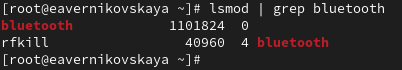 [root@eavernikovskaya ~]# lsmod | grep bluetooth
bluetooth 1101824 0
rfkill 40960 4 bluetooth
[root@eavernikovskaya ~]#